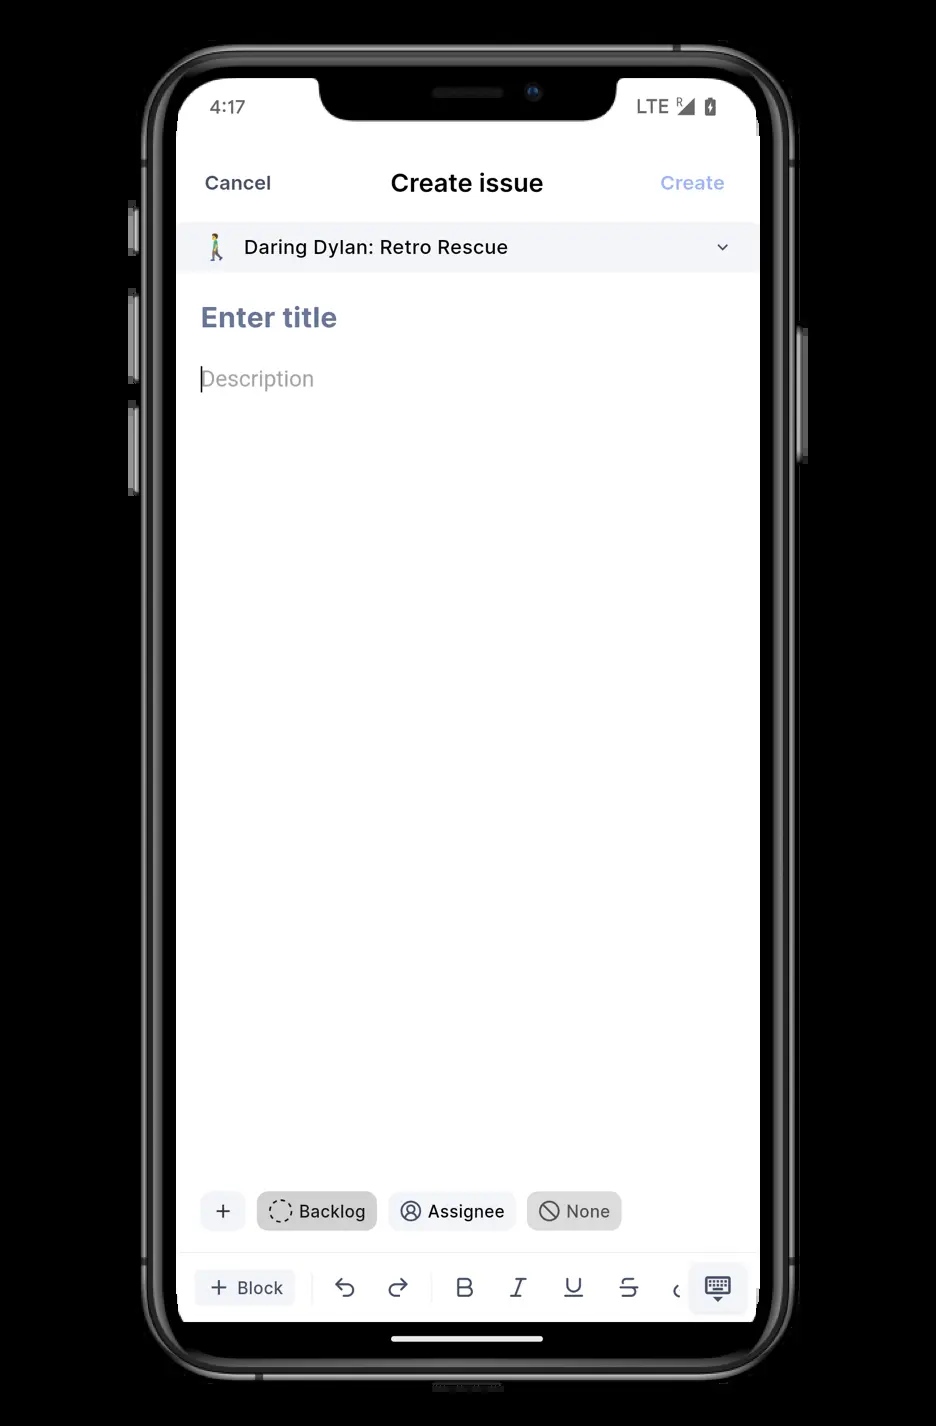 4:17
LTE R
Cancel
Create issue
Create
Daring Dylan: Retro Rescue
Enter title
Description
Backlog
Assignee
None
+ Block
B I U S